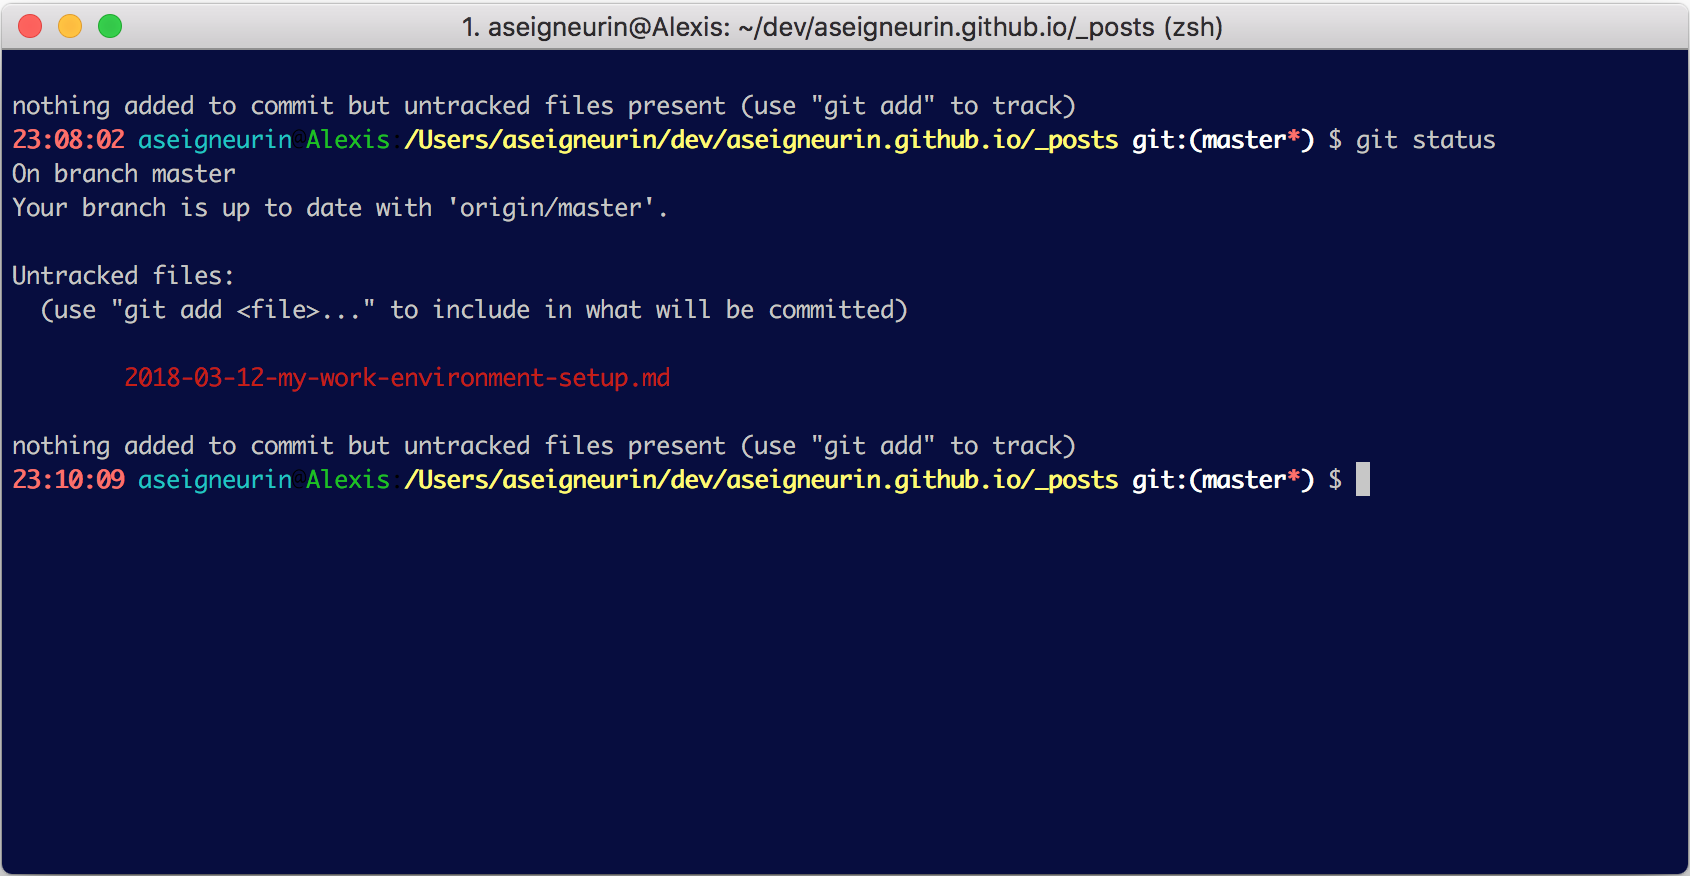 1. aseigneurin@Alexis: ~/dev/aseigneurin.github.io/_posts (zsh)
nothing added to commit but untracked files present (use "git add" to track)
23:08:02 aseigneurin@Alexis:/Users/aseigneurin/dev/aseigneurin.github.io/_posts git:(master*) $ git status
On branch master
Your branch is up to date with 'origin/master'.
Untracked files:
(use "git add <file>..." to include in what will be committed)
2018-03-12-my-work-environment-setup.md
nothing added to commit but untracked files present (use "git add" to track)
23:10:09 aseigneurin@Alexis:/Users/aseigneurin/dev/aseigneurin.github.io/_posts git:(master*) $